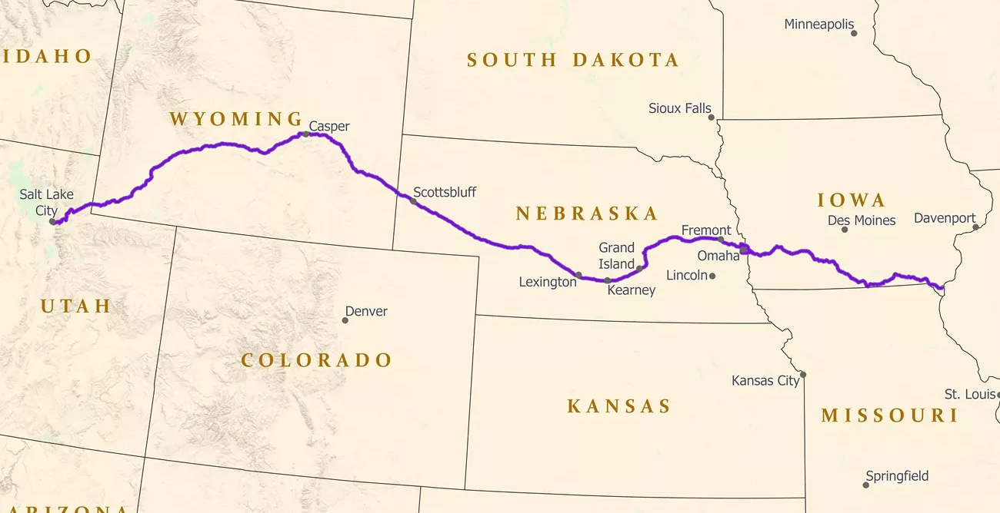 Minneapolis
IDAHO
SOUTH DAKOTA
Sioux Falls
WYOMING
Casper
Salt Lake
City
Scottsbluff
NEBRASKA
IOWA
Des Moines
Davenport
Fremont
Grand
Island
Omaha
Lincoln
Lexington
Kearney
UTAH
Denver
COLORADO
Kansas City
St. Louis
KANSAS
MISSOURI
Springfield
ARIZONA